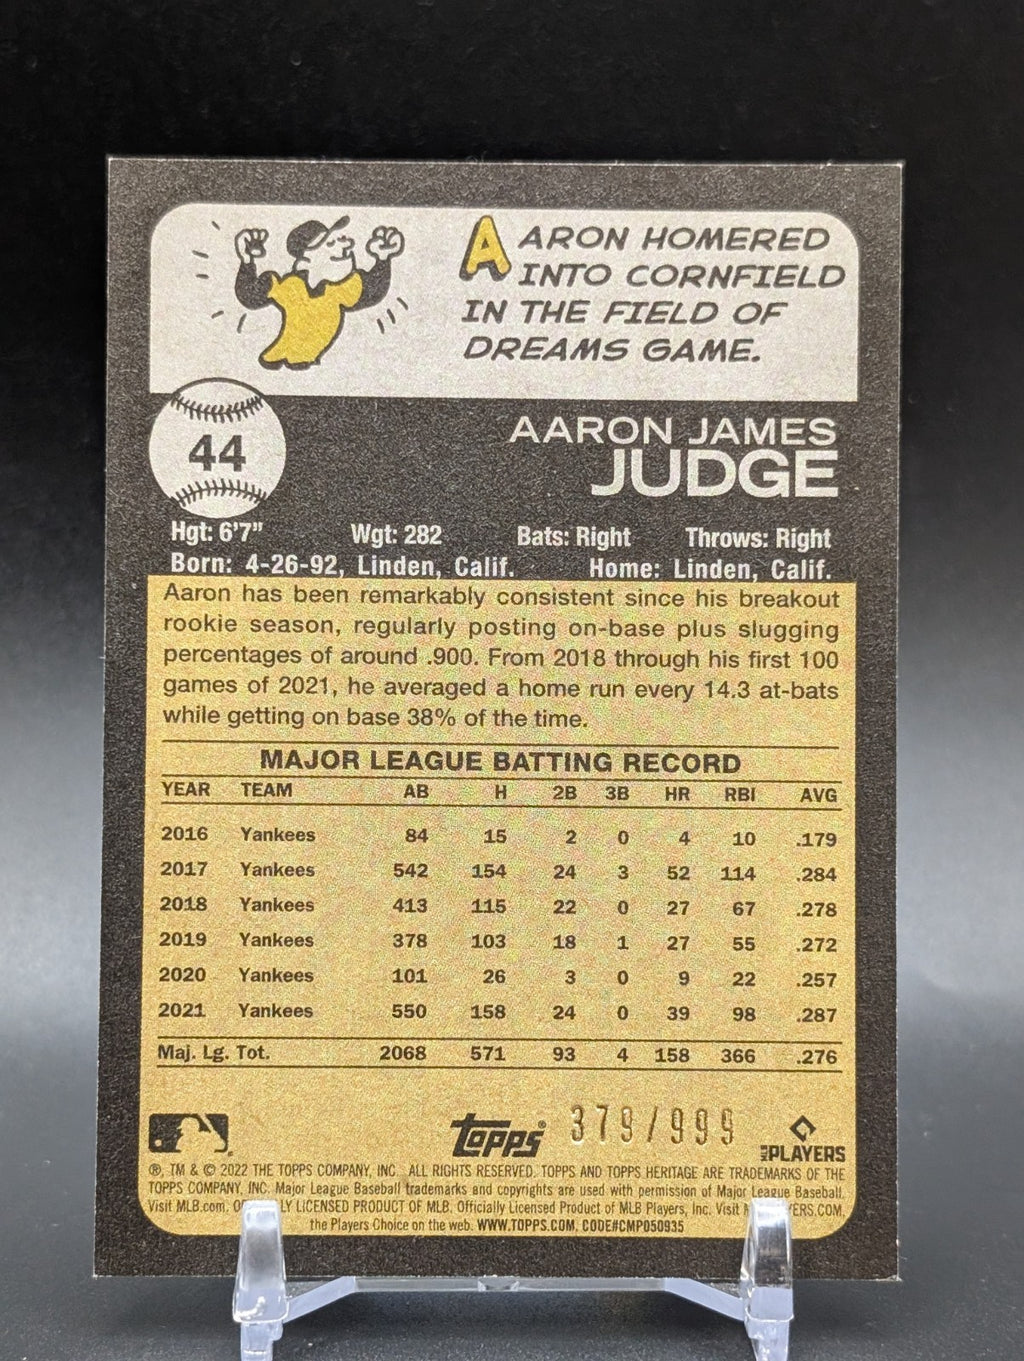 AARON HOMERED
INTO CORNFIELD
IN THE FIELD OF
DREAMS GAME.
44
AARON JAMES
JUDGE
Hgt: 6'7" Wgt: 282 Bats: Right Throws: Right
Born: 4-26-92, Linden, Calif. Home: Linden, Calif.
Aaron has been remarkably consistent since his breakout
rookie season, regularly posting on-base plus slugging
percentages of around .900. From 2018 through his first 100
games of 2021, he averaged a home run every 14.3 at-bats
while getting on base 38% of the time.
MAJOR LEAGUE BATTING RECORD
YEAR TEAM AB H 2B 3B HR RBI AVG
2016 Yankees 84 15 2 0 4 10 .179
2017 Yankees 542 154 24 3 52 114 .284
2018 Yankees 413 115 22 0 27 67 .278
2019 Yankees 378 103 18 1 27 55 .272
2020 Yankees 101 26 3 0 9 22 .257
2021 Yankees 550 158 24 0 39 98 .287
Maj. Lg. Tot. 2068 571 93 4 158 366 .276
topps 379/999 MLB PLAYERS
®, TM & © 2022 THE TOPPS COMPANY, INC. ALL RIGHTS RESERVED. TOPPS AND TOPPS HERITAGE ARE TRADEMARKS OF THE
TOPPS COMPANY, INC. Major League Baseball trademarks and copyrights are used with permission of Major League Baseball.
Visit MLB.com. LICENSED PRODUCT OF MLB. Officially Licensed Product of MLB Players, Inc. Visit
the Players Choice on the web. WWW.TOPPS.COM. CODE#CMP050935